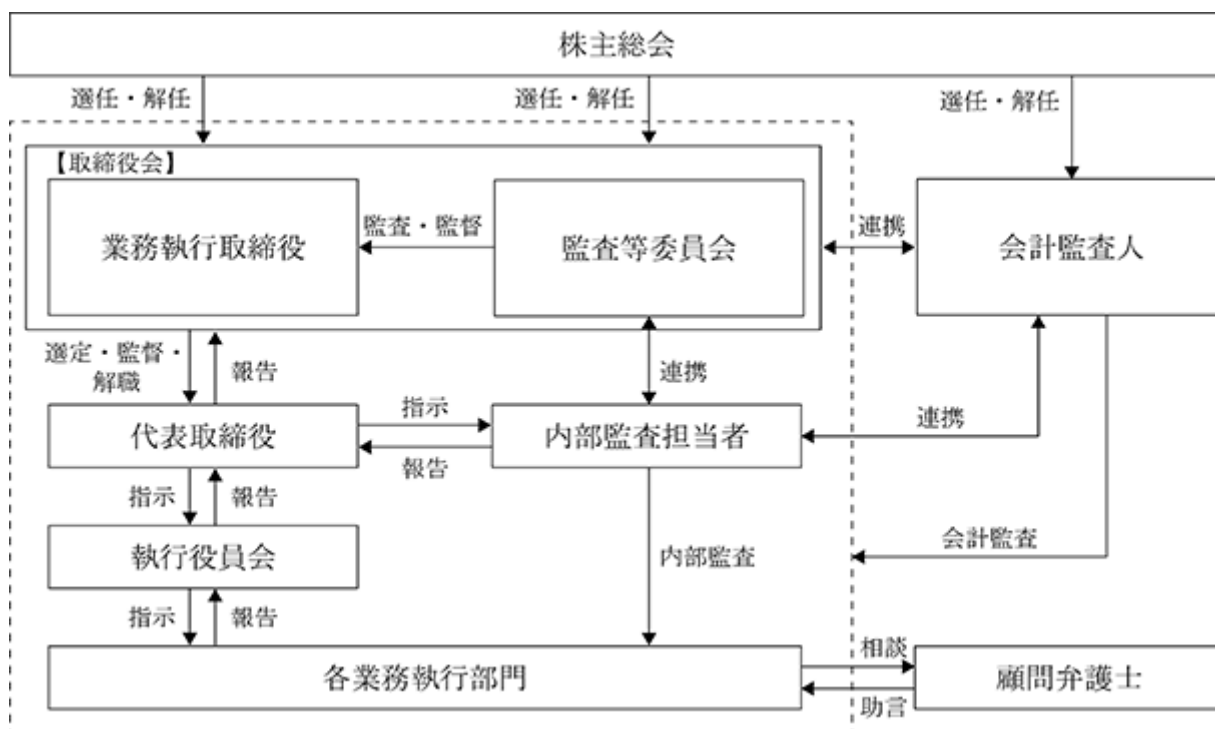 株主総会
選任・解任
選任・解任
選任・解任
【取締役会】
業務執行取締役
監査・監督
監査等委員会
連携
会計監査人
選定・監督・
解職
報告
連携
代表取締役
指示
報告
内部監査担当者
連携
指示
報告
執行役員会
内部監査
会計監査
指示
報告
各業務執行部門
相談
助言
顧問弁護士